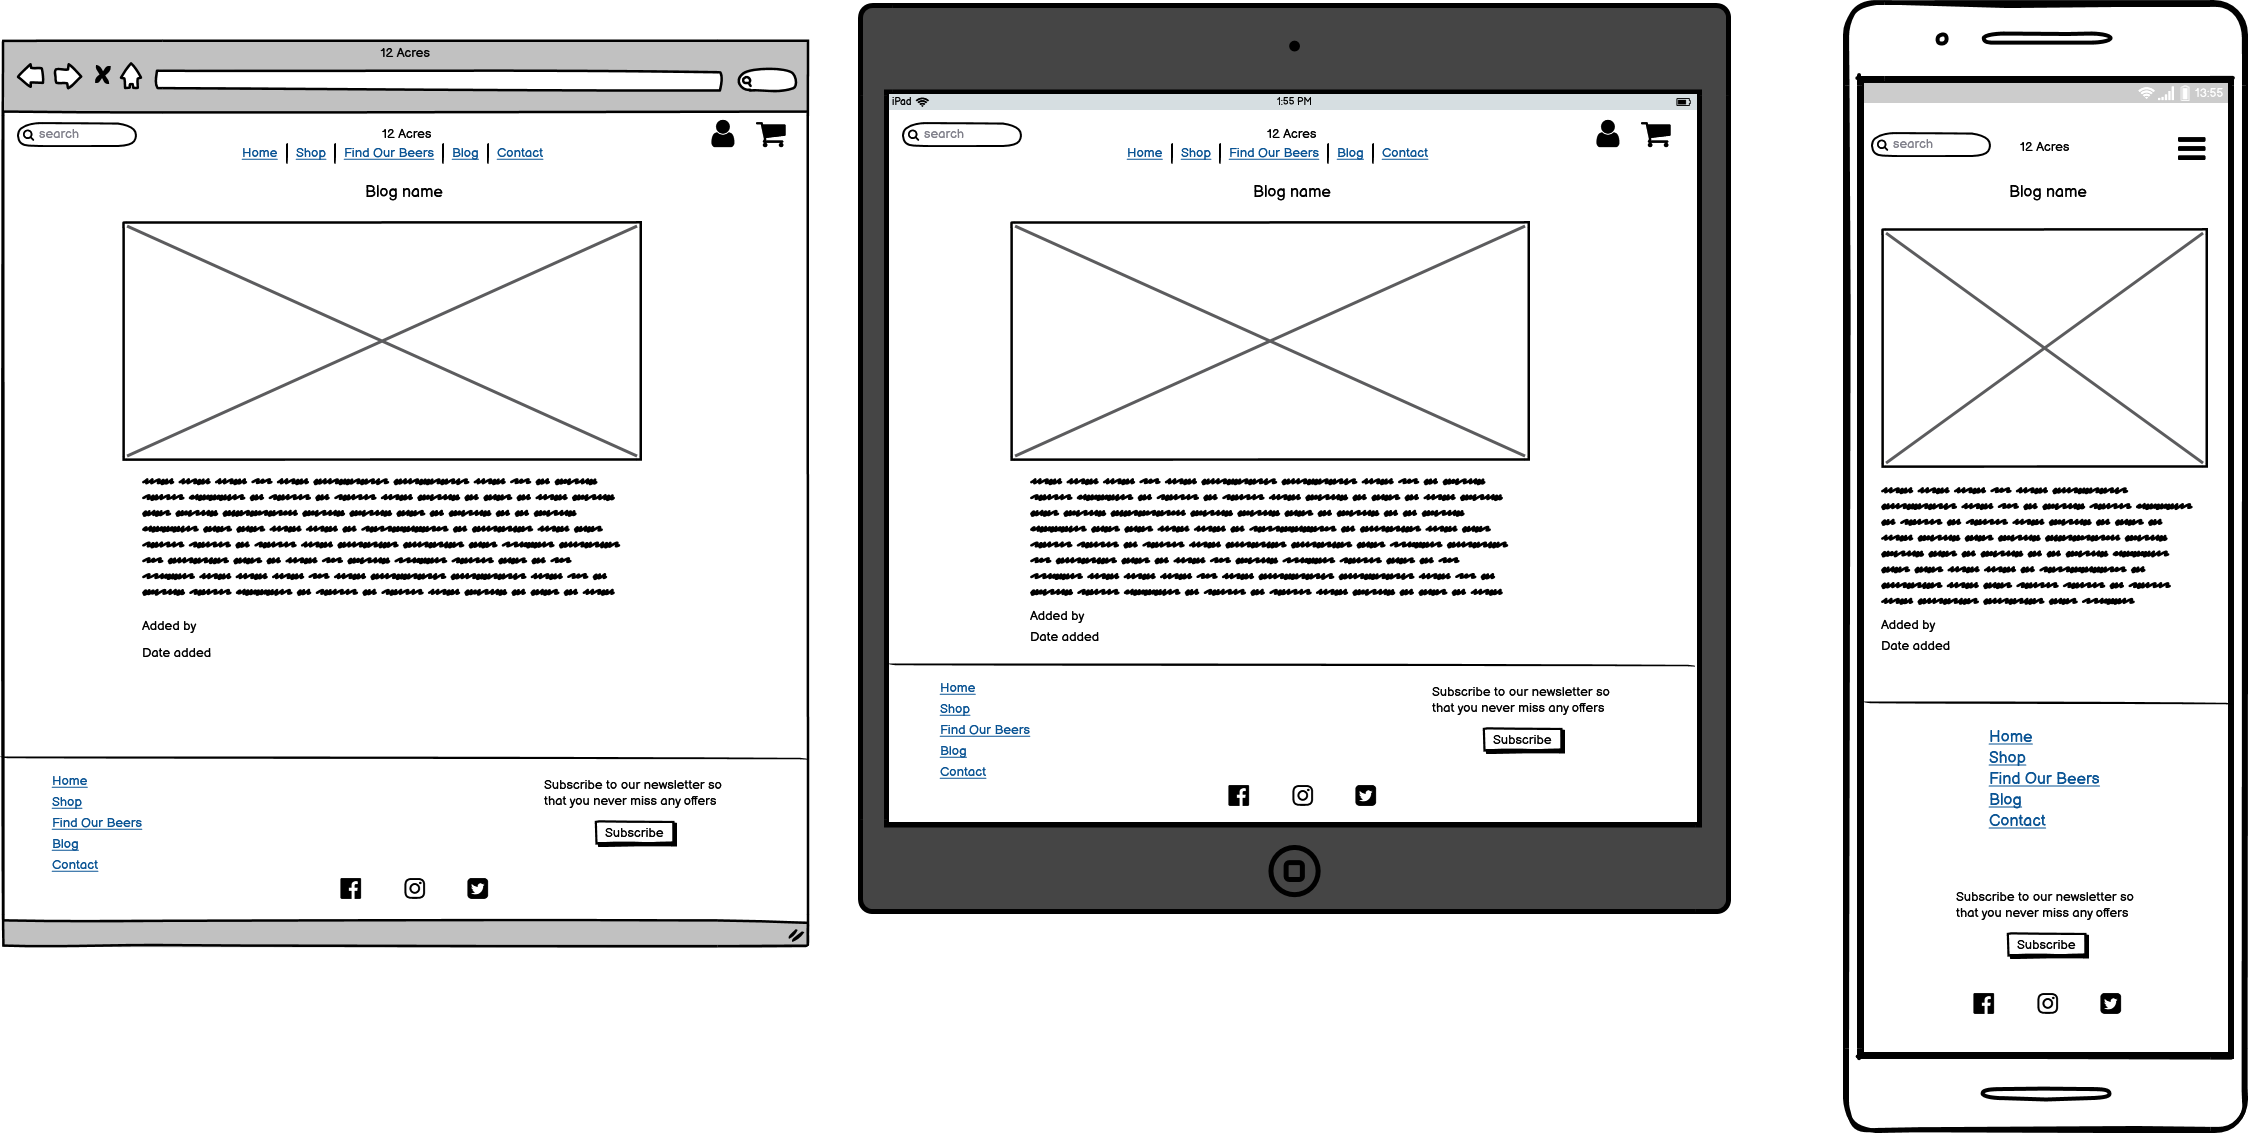 12 Acres
search
12 Acres
Home | Shop | Find Our Beers | Blog | Contact
Blog name
Added by
Date added
Home
Shop
Find Our Beers
Blog
Contact
Subscribe to our newsletter so
that you never miss any offers
Subscribe
iPad
1:55 PM
search
12 Acres
Home | Shop | Find Our Beers | Blog | Contact
Blog name
Added by
Date added
Home
Shop
Find Our Beers
Blog
Contact
Subscribe to our newsletter so
that you never miss any offers
Subscribe
13:55
search
12 Acres
Blog name
Added by
Date added
Home
Shop
Find Our Beers
Blog
Contact
Subscribe to our newsletter so
that you never miss any offers
Subscribe